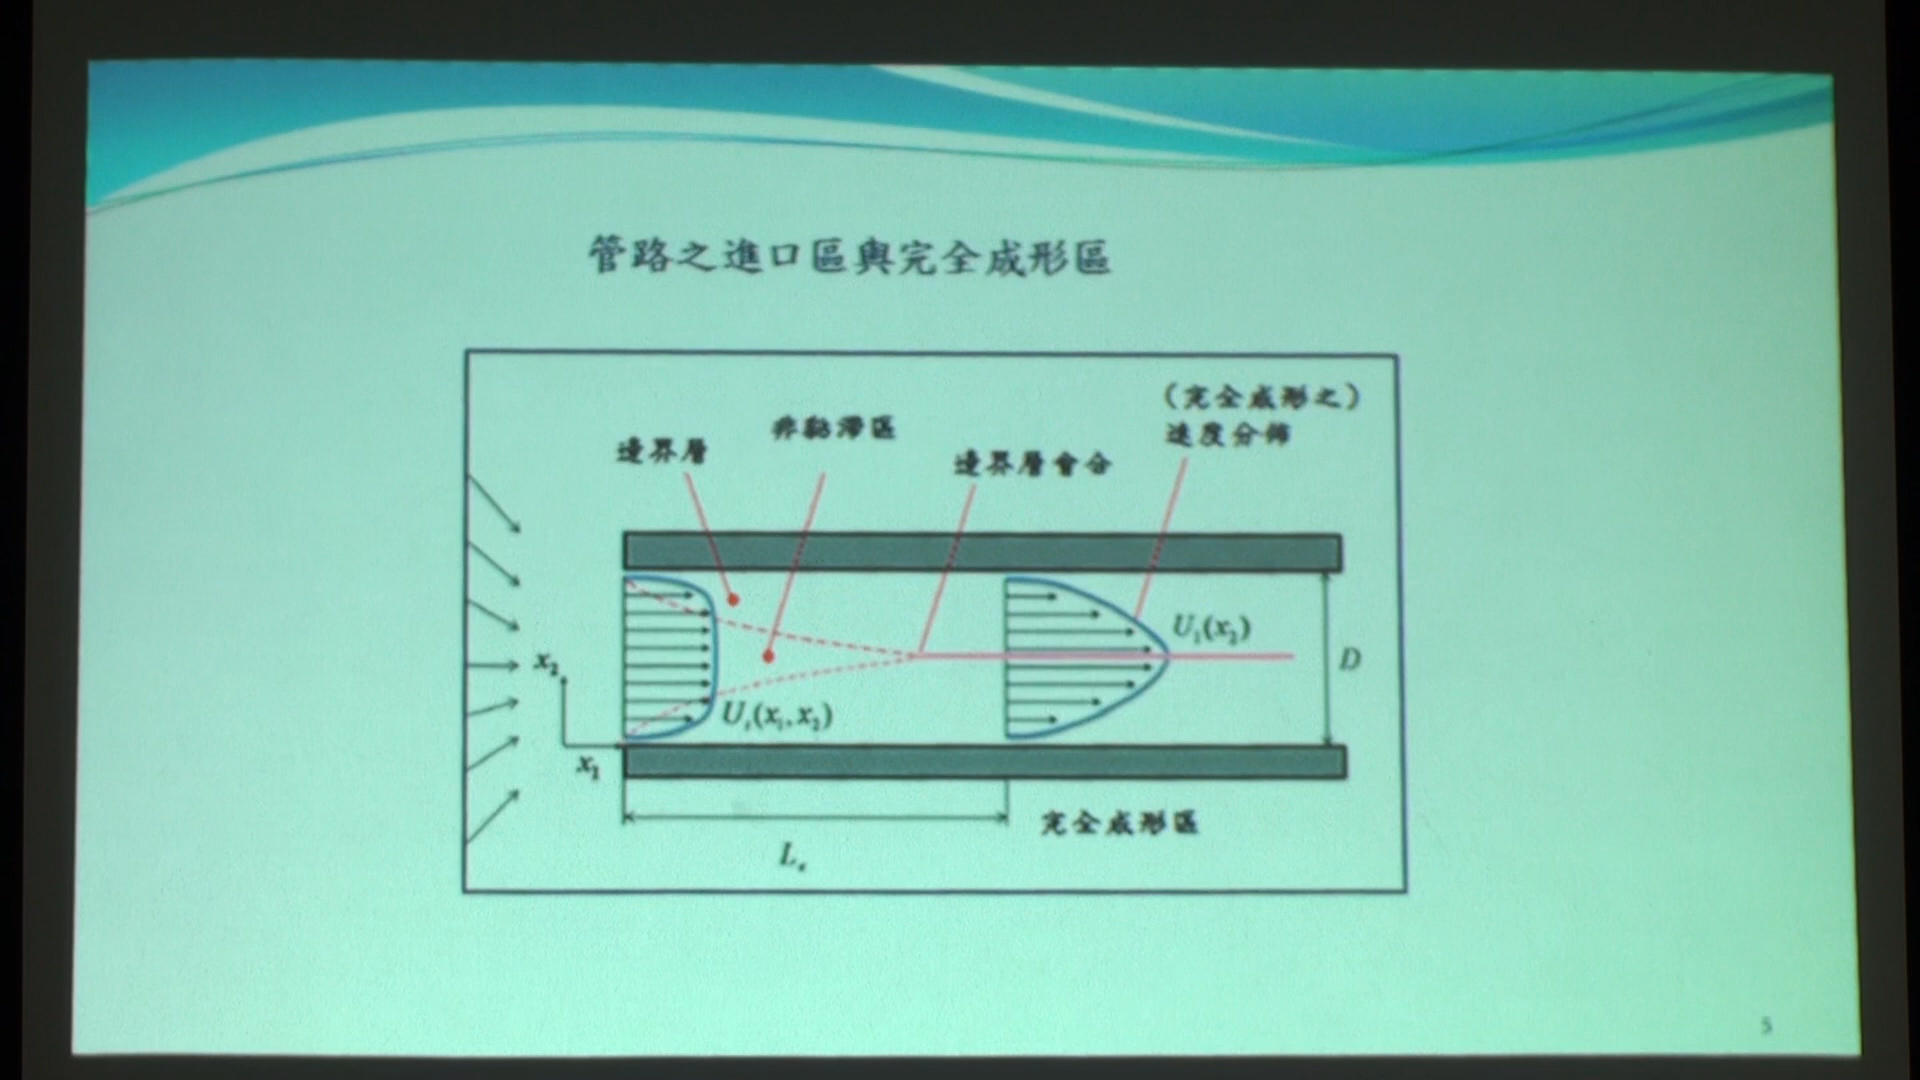 管路之進口區與完全成形區
(完全成形之)
速度分佈
非黏滯區
邊界層
邊界層會合
U₁(x₂)
x₂
D
Uᵢ(x₁, x₂)
x₁
完全成形區
Lₑ
5